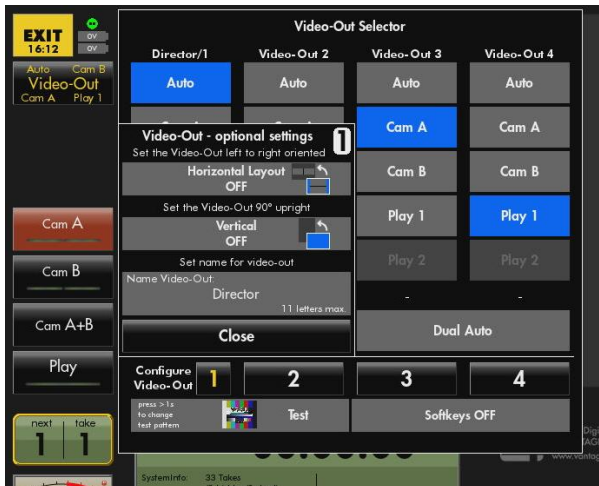 EXIT
16:12
0V
0V
Auto Cam B
Video-Out
Cam A Play 1
Video-Out Selector
Director/1 Video-Out 2 Video-Out 3 Video-Out 4
Auto Auto Auto Auto
Cam A Cam A
Cam B Cam B
Play 1 Play 1
Play 2 Play 2
- -
Dual Auto
Video-Out - optional settings 1
Set the Video-Out left to right oriented
Horizontal Layout
OFF
Set the Video-Out 90° upright
Vertical
OFF
Set name for video-out
Name Video-Out:
Director
11 letters max.
Close
Cam A
Cam B
Cam A+B
Play
Configure
Video-Out 1 2 3 4
press >1s
to change
test pattern
Test
Softkeys OFF
next take
1 1
SystemInfo: 33 Takes